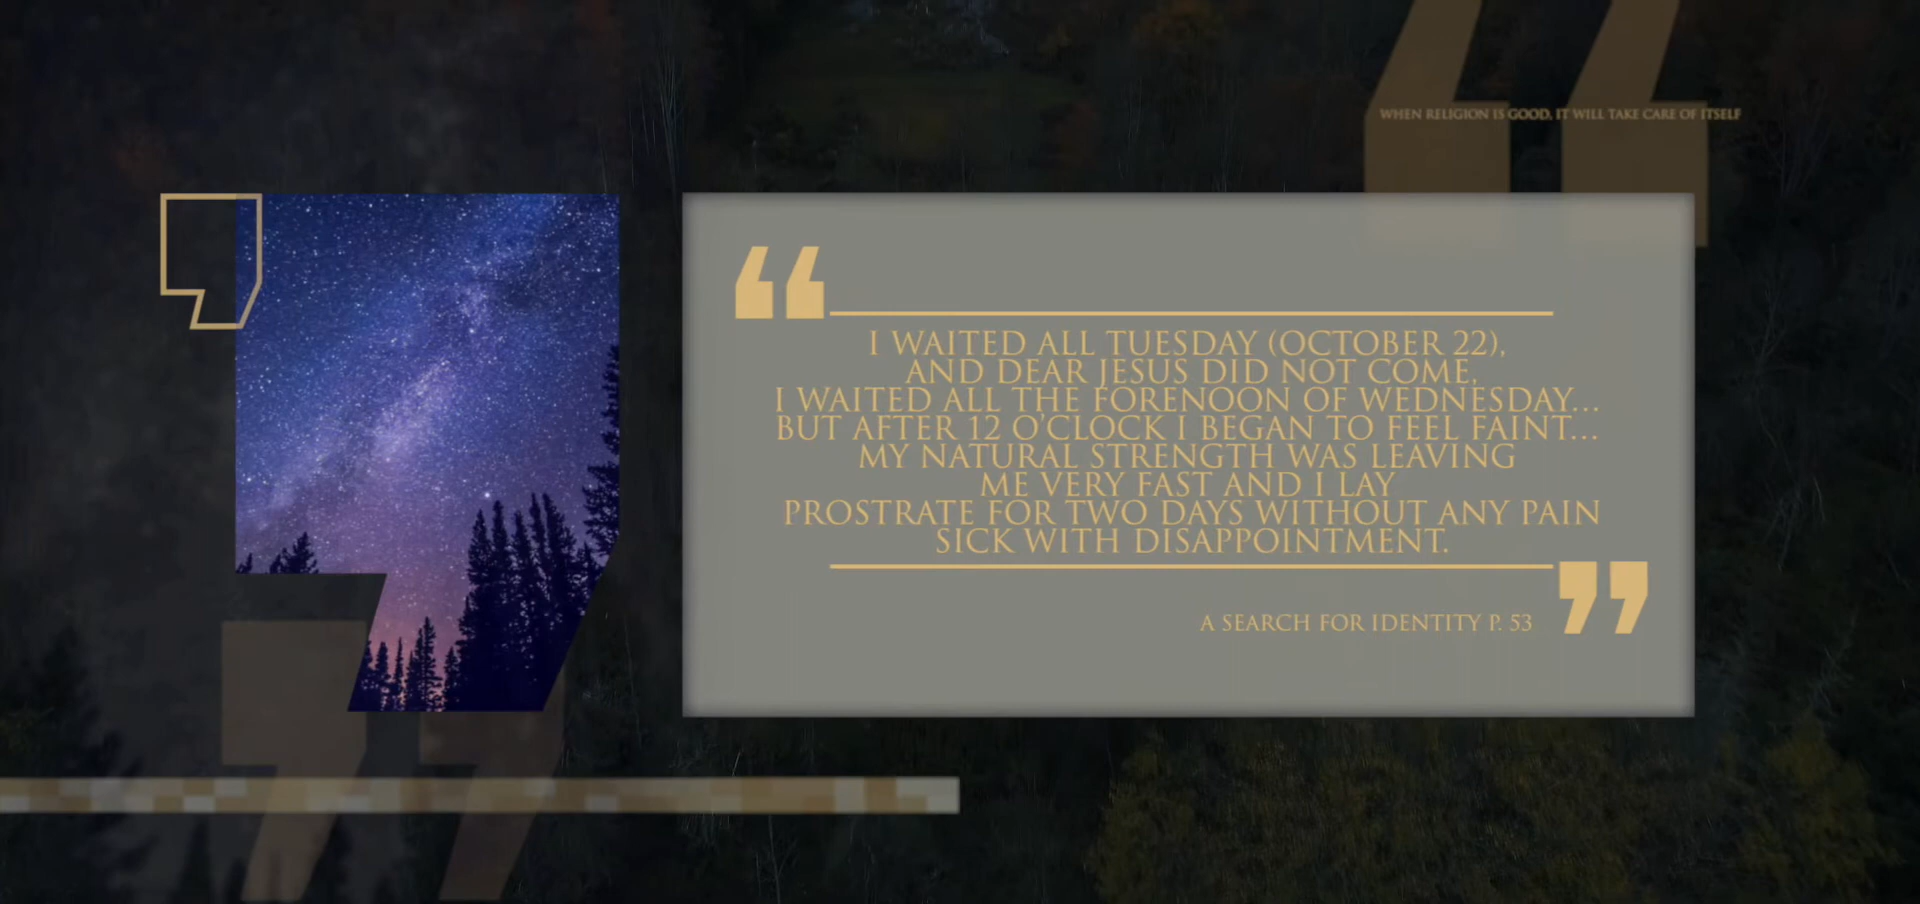 WHEN RELIGION IS GOOD, IT WILL TAKE CARE OF ITSELF
I WAITED ALL TUESDAY (OCTOBER 22),
AND DEAR JESUS DID NOT COME,
I WAITED ALL THE FORENOON OF WEDNESDAY...
BUT AFTER 12 O'CLOCK I BEGAN TO FEEL FAINT...
MY NATURAL STRENGTH WAS LEAVING
ME VERY FAST AND I LAY
PROSTRATE FOR TWO DAYS WITHOUT ANY PAIN
SICK WITH DISAPPOINTMENT.
A SEARCH FOR IDENTITY P. 53